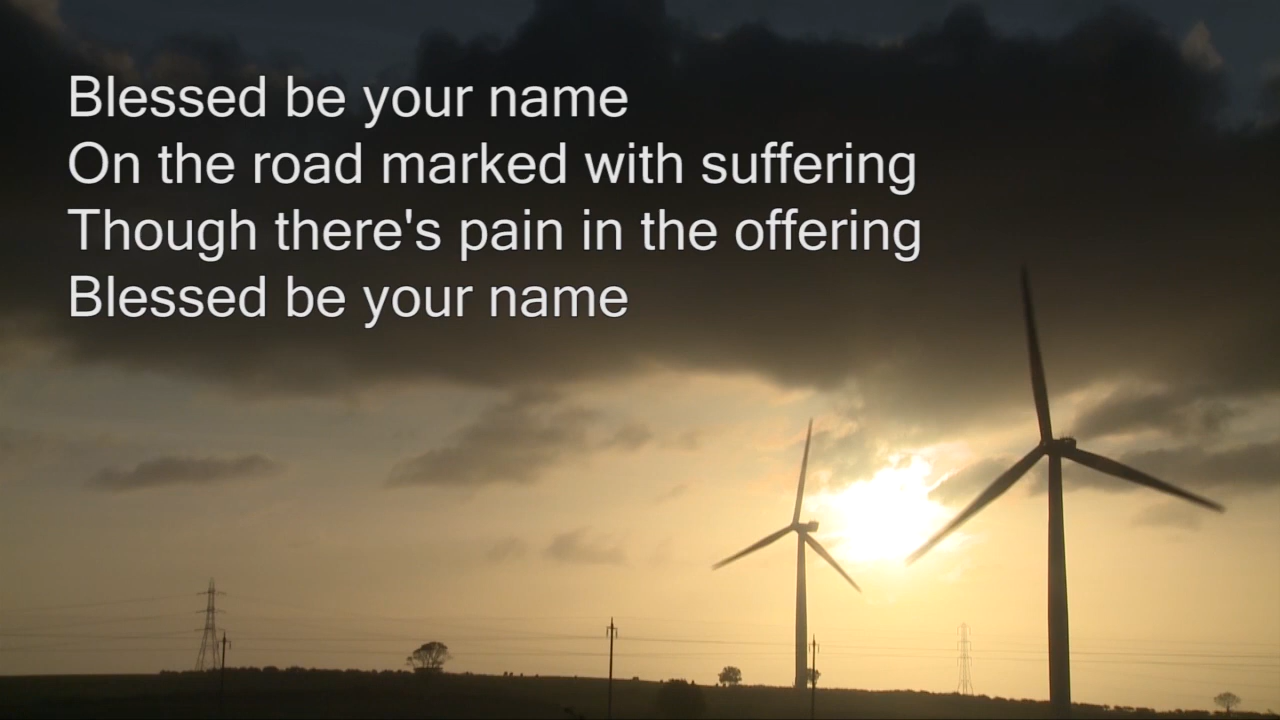 Blessed be your name
On the road marked with suffering
Though there's pain in the offering
Blessed be your name